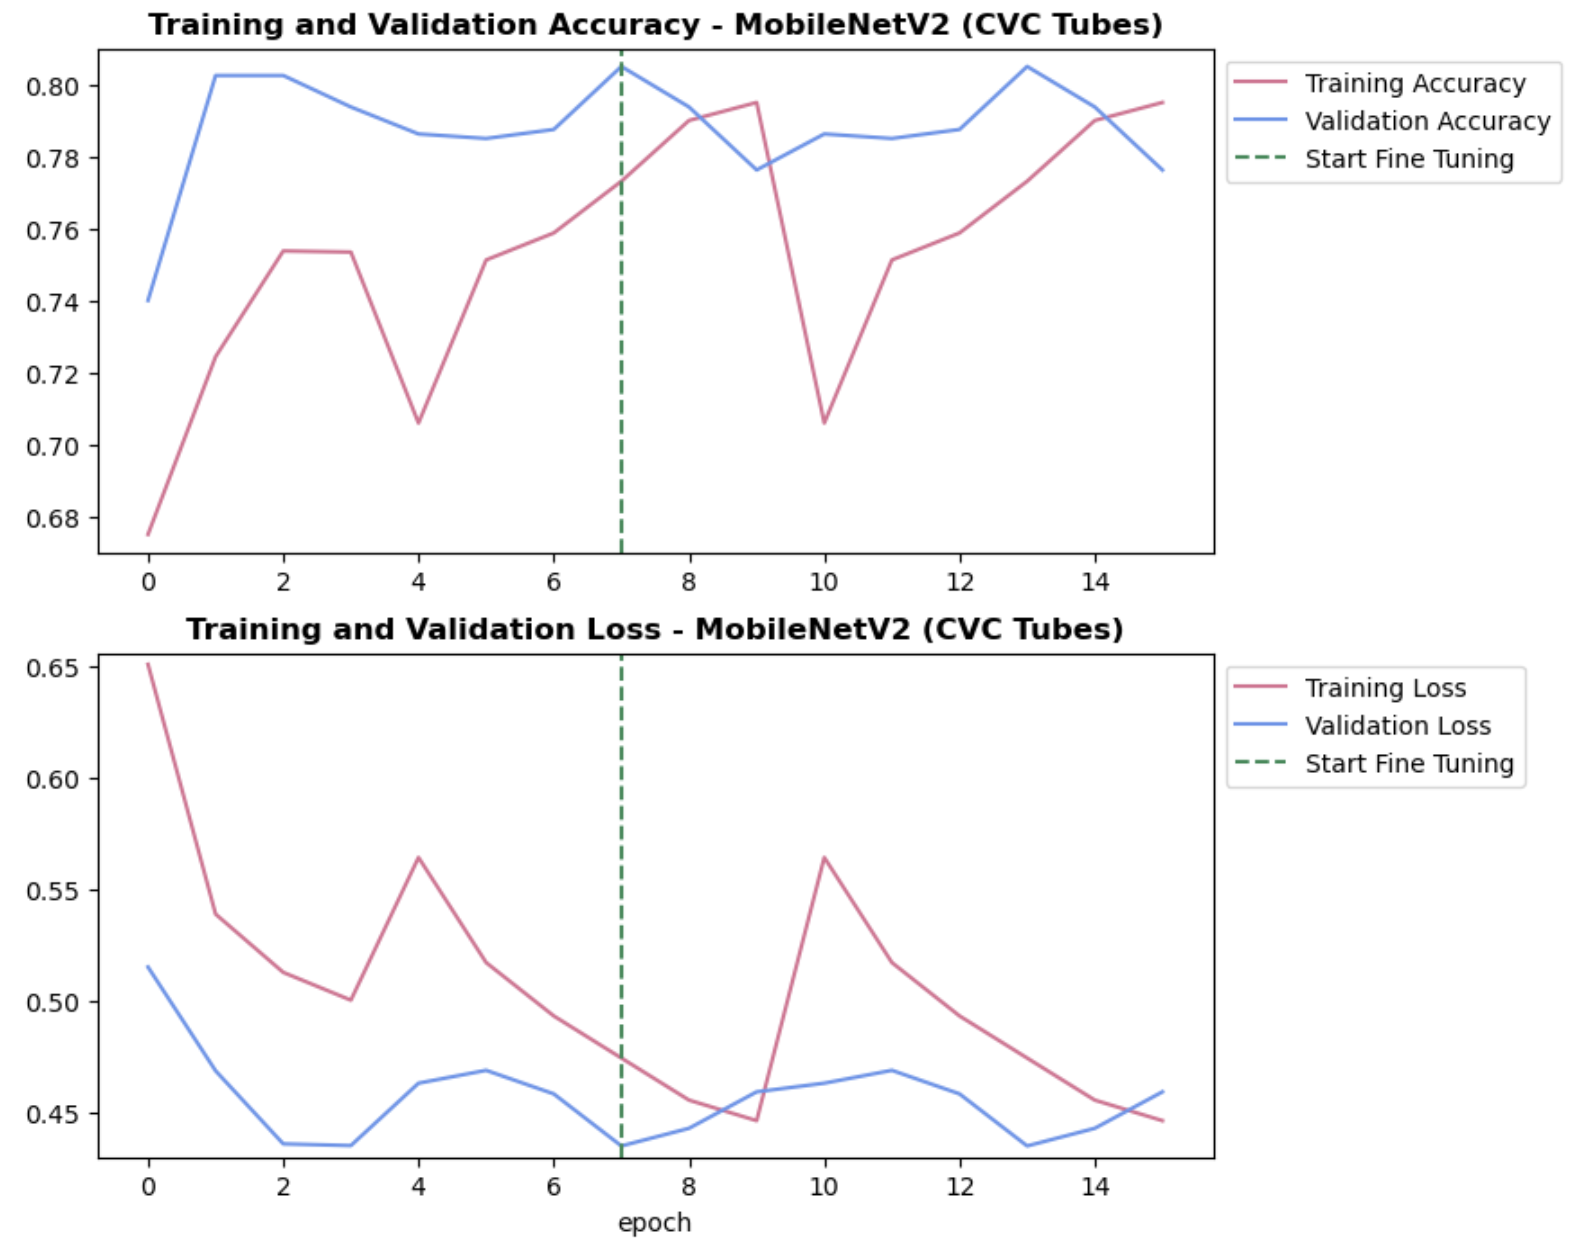 Training and Validation Accuracy - MobileNetV2 (CVC Tubes)
0.80
0.78
0.76
0.74
0.72
0.70
0.68
0 2 4 6 8 10 12 14
Training Accuracy
Validation Accuracy
Start Fine Tuning
Training and Validation Loss - MobileNetV2 (CVC Tubes)
0.65
0.60
0.55
0.50
0.45
0 2 4 6 8 10 12 14
epoch
Training Loss
Validation Loss
Start Fine Tuning